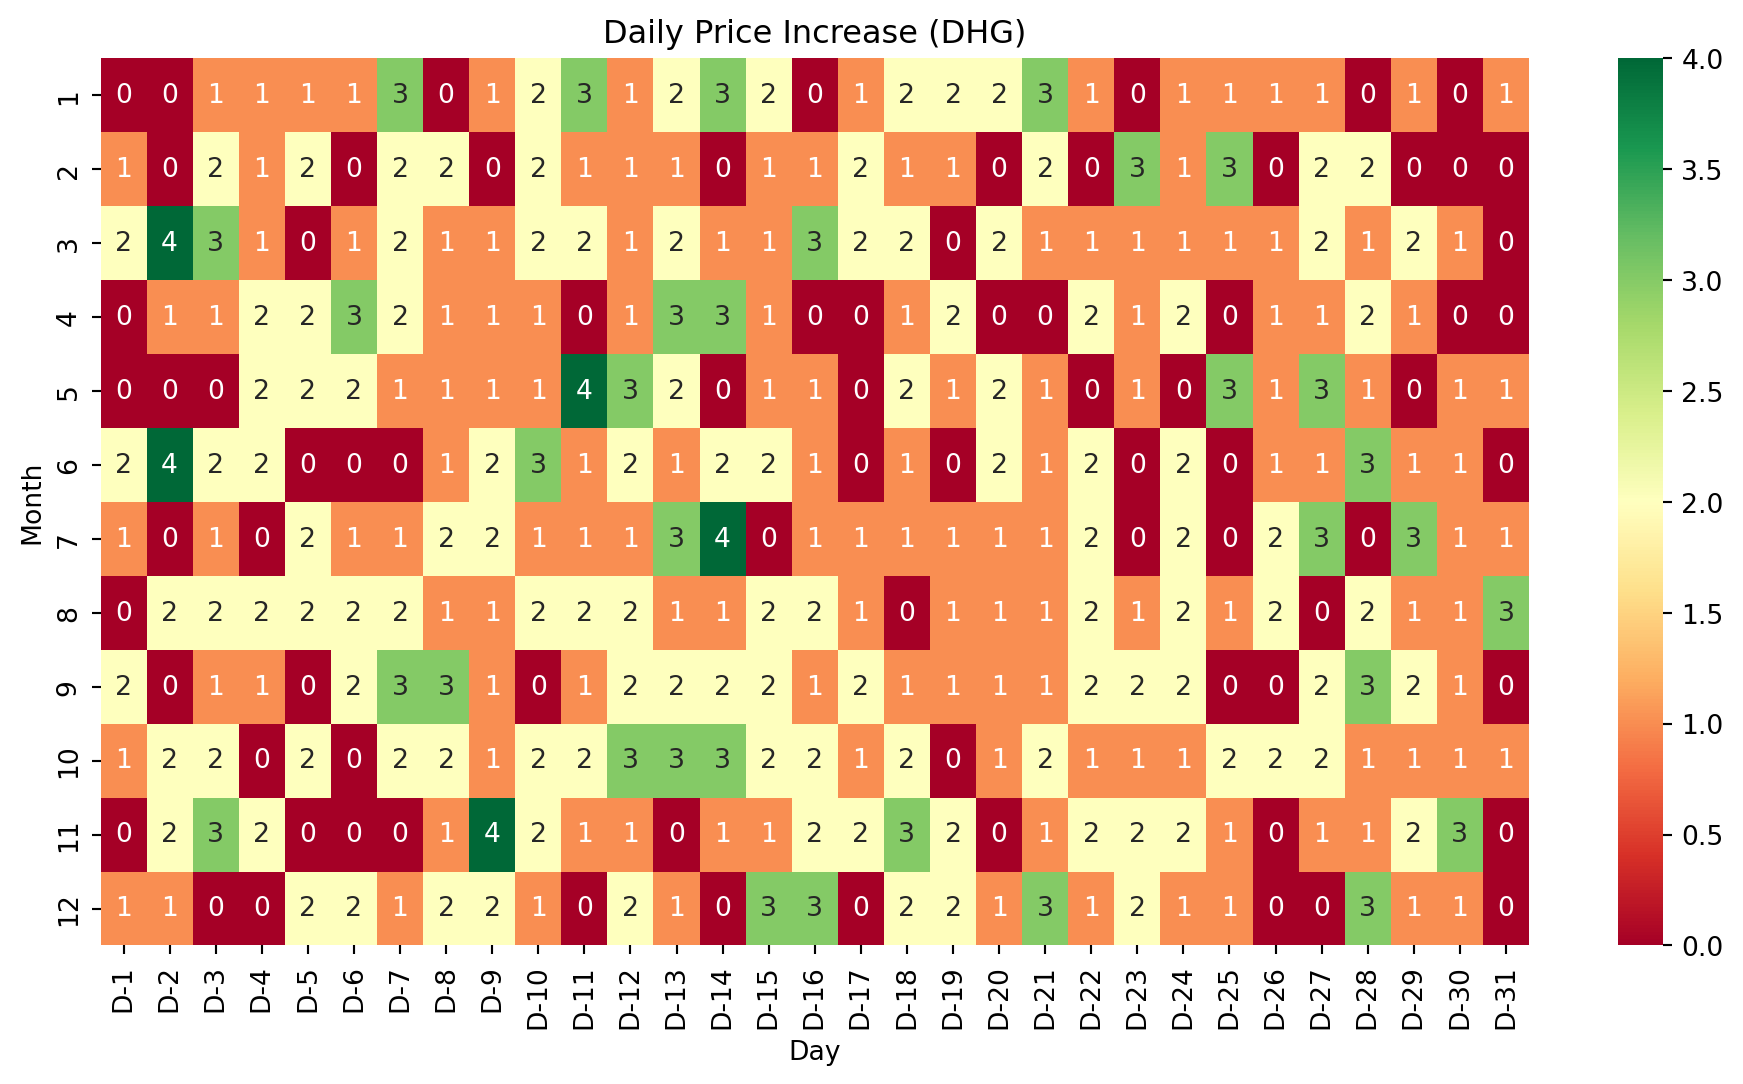 Daily Price Increase (DHG)
1 0 0 1 1 1 1 3 0 1 2 3 1 2 3 2 0 1 2 2 2 3 1 0 1 1 1 1 0 1 0 1
2 1 0 2 1 2 0 2 2 0 2 1 1 1 0 1 1 2 1 1 0 2 0 3 1 3 0 2 2 0 0 0
3 2 4 3 1 0 1 2 1 1 2 2 1 2 1 1 3 2 2 0 2 1 1 1 1 1 1 2 1 2 1 0
4 0 1 1 2 2 3 2 1 1 1 0 1 3 3 1 0 0 1 2 0 0 2 1 2 0 1 1 2 1 0 0
5 0 0 0 2 2 2 1 1 1 1 4 3 2 0 1 1 0 2 1 2 1 0 1 0 3 1 3 1 0 1 1
6 2 4 2 2 0 0 0 1 2 3 1 2 1 2 2 1 0 1 0 2 1 2 0 2 0 1 1 3 1 1 0
7 1 0 1 0 2 1 1 2 2 1 1 1 3 4 0 1 1 1 1 1 1 2 0 2 0 2 3 0 3 1 1
8 0 2 2 2 2 2 2 1 1 2 2 2 1 1 2 2 1 0 1 1 1 2 1 2 1 2 0 2 1 1 3
9 2 0 1 1 0 2 3 3 1 0 1 2 2 2 2 1 2 1 1 1 1 2 2 2 0 0 2 3 2 1 0
10 1 2 2 0 2 0 2 2 1 2 2 3 3 3 2 2 1 2 0 1 2 1 1 1 2 2 2 1 1 1 1
11 0 2 3 2 0 0 0 1 4 2 1 1 0 1 1 2 2 3 2 0 1 2 2 2 1 0 1 1 2 3 0
12 1 1 0 0 2 2 1 2 2 1 0 2 1 0 3 3 0 2 2 1 3 1 2 1 1 0 0 3 1 1 0
D-1 D-2 D-3 D-4 D-5 D-6 D-7 D-8 D-9 D-10 D-11 D-12 D-13 D-14 D-15 D-16 D-17 D-18 D-19 D-20 D-21 D-22 D-23 D-24 D-25 D-26 D-27 D-28 D-29 D-30 D-31
Day
Month
4.0
3.5
3.0
2.5
2.0
1.5
1.0
0.5
0.0